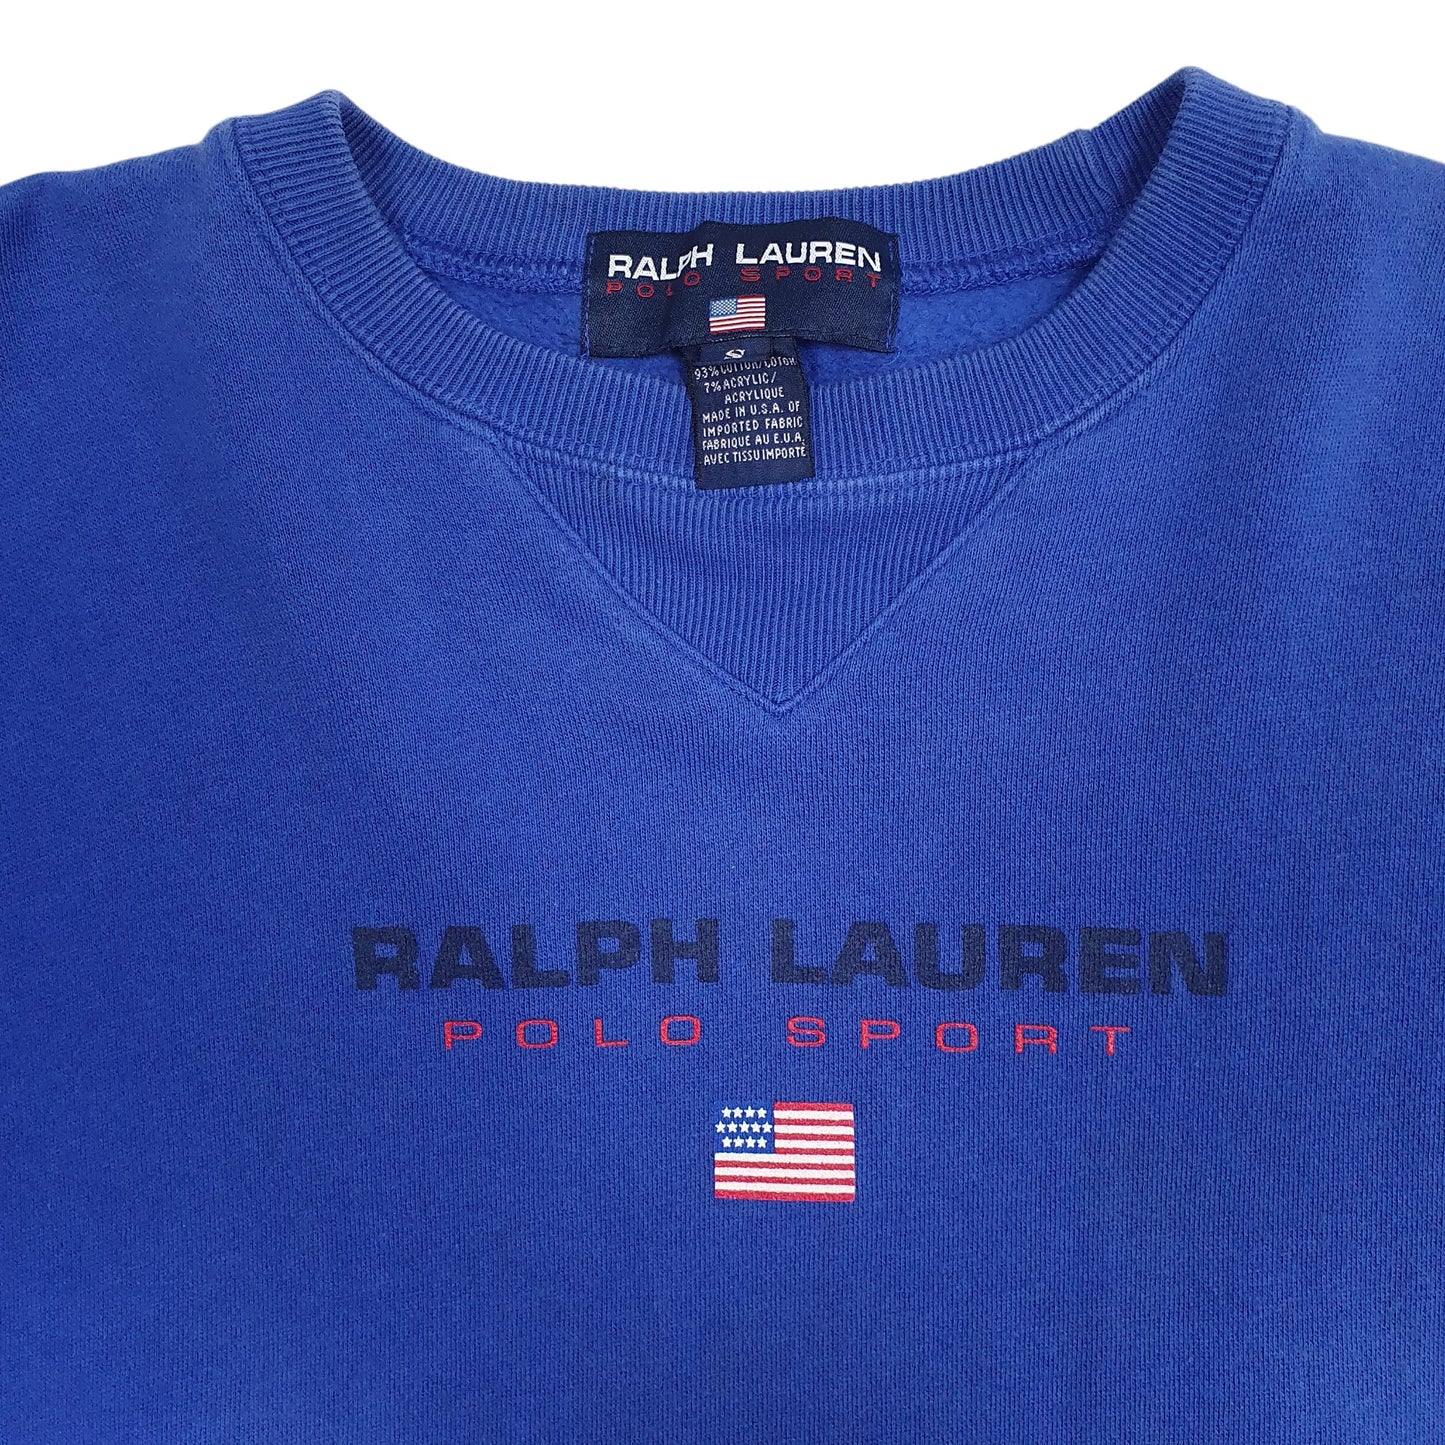 RALPH LAUREN
POLO SPORT
S
93% COTTON/COTON
7% ACRYLIC/
ACRYLIQUE
MADE IN U.S.A. OF
IMPORTED FABRIC
FABRIQUE AU E.U.A.
AVEC TISSU IMPORTÉ
RALPH LAUREN
POLO SPORT